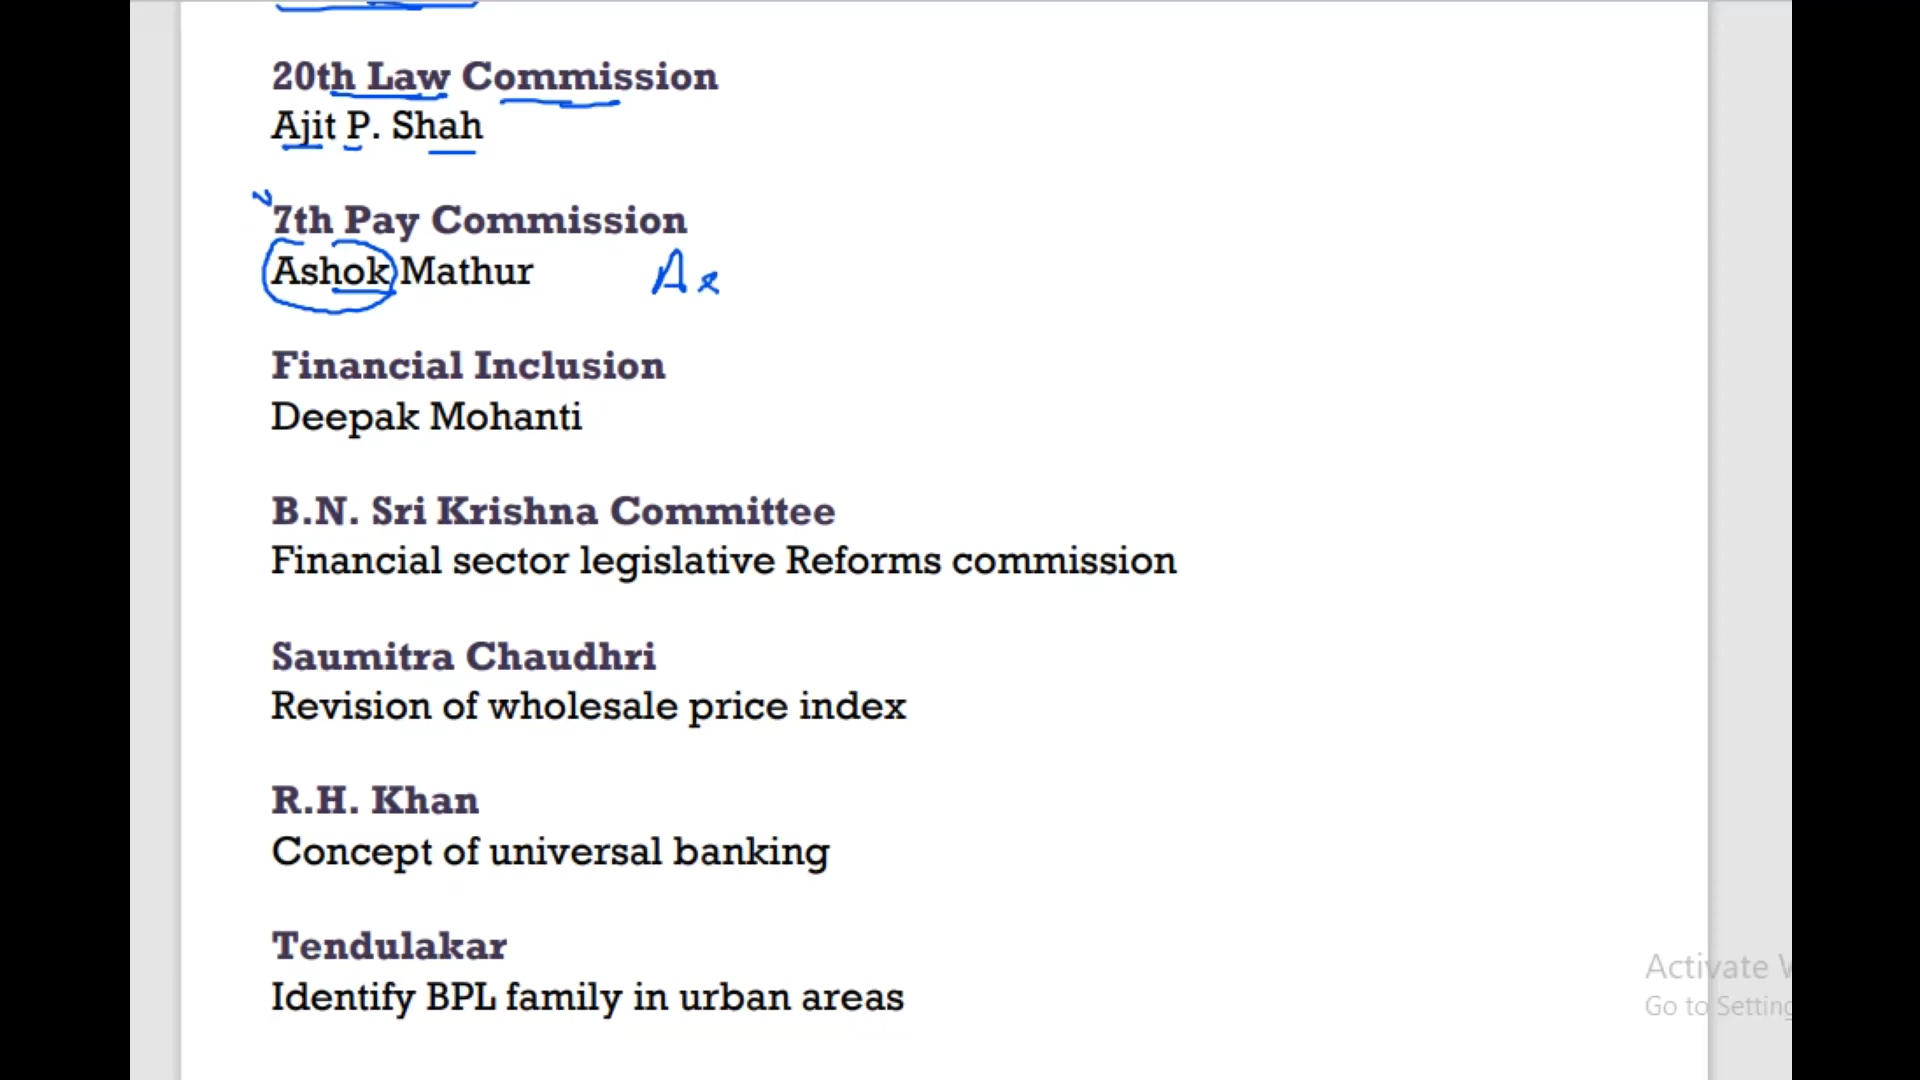 20th Law Commission
Ajit P. Shah
7th Pay Commission
Ashok Mathur
Financial Inclusion
Deepak Mohanti
B.N. Sri Krishna Committee
Financial sector legislative Reforms commission
Saumitra Chaudhri
Revision of wholesale price index
R.H. Khan
Concept of universal banking
Tendulakar
Identify BPL family in urban areas
Activate W
Go to Setting